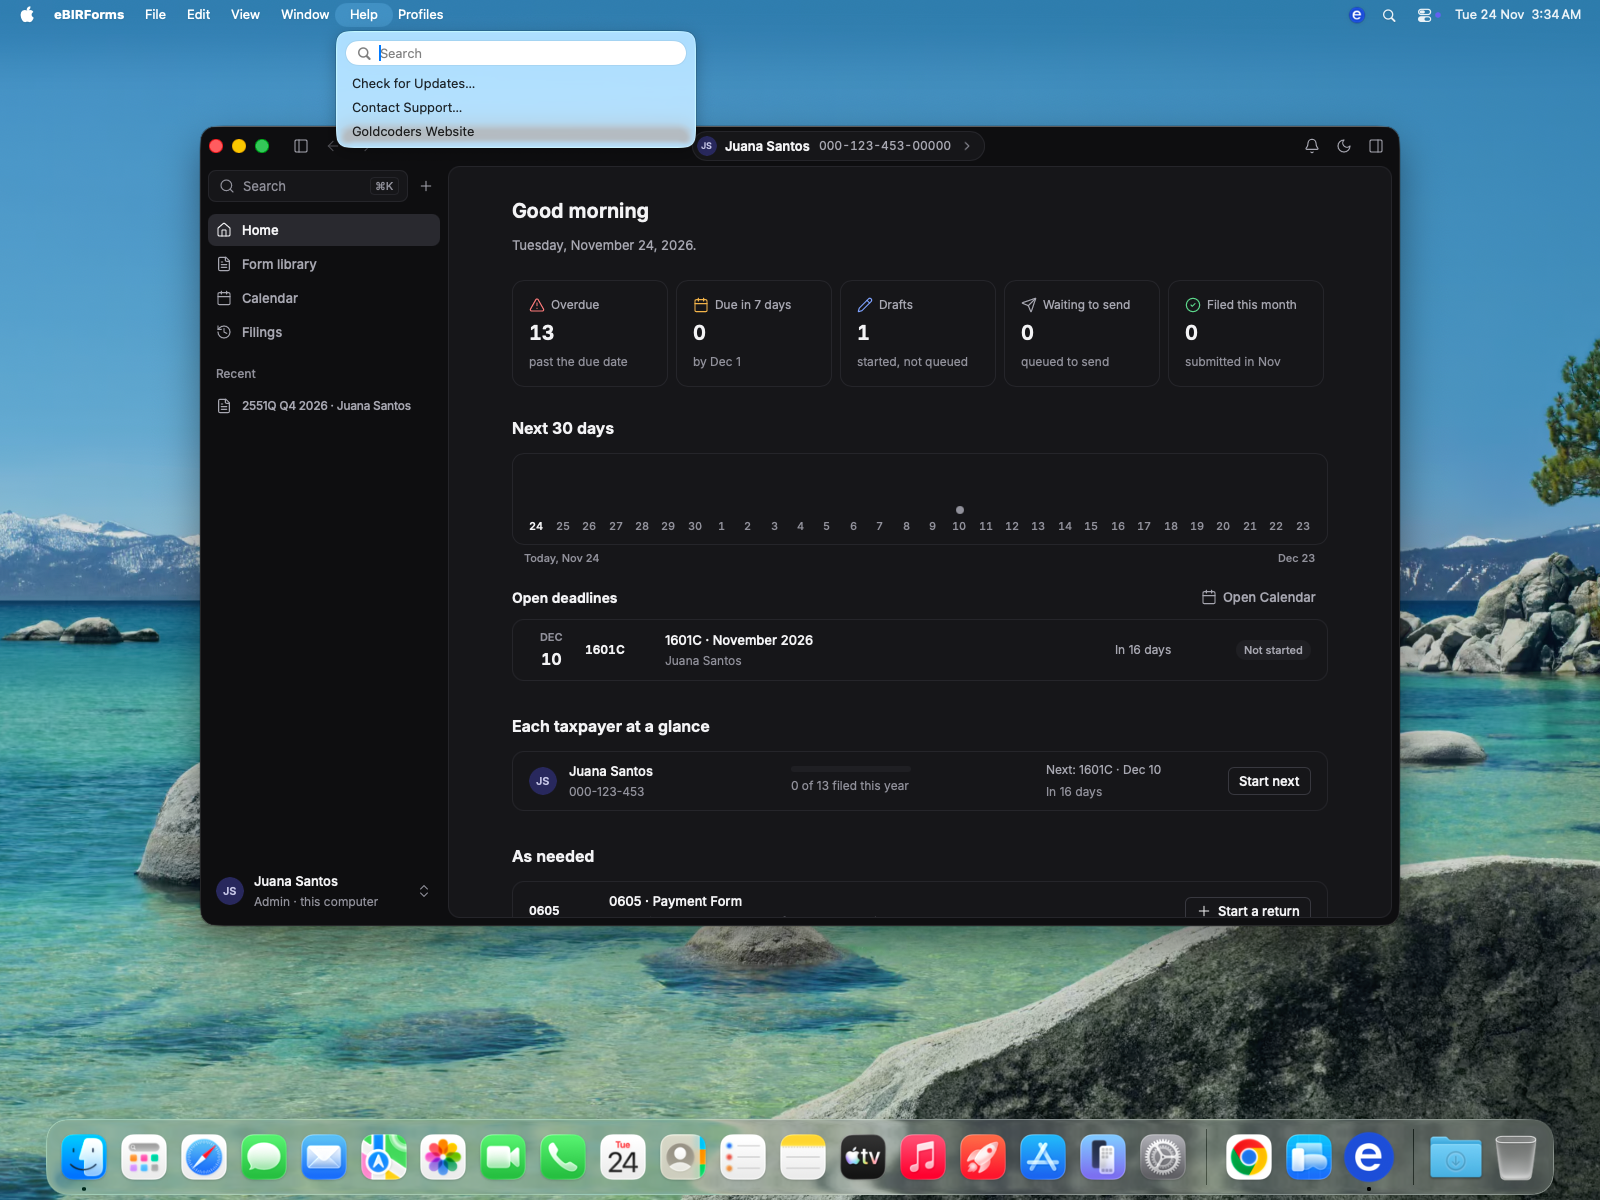 eBIRForms File Edit View Window Help Profiles
e
Tue 24 Nov 3:34 AM
Search
Check for Updates...
Contact Support...
Goldcoders Website
JS Juana Santos 000-123-453-00000
Search ⌘K
Home
Form library
Calendar
Filings
Recent
2551Q Q4 2026 · Juana Santos
JS
Juana Santos
Admin · this computer
Good morning
Tuesday, November 24, 2026.
Overdue
13
past the due date
Due in 7 days
0
by Dec 1
Drafts
1
started, not queued
Waiting to send
0
queued to send
Filed this month
0
submitted in Nov
Next 30 days
24 25 26 27 28 29 30 1 2 3 4 5 6 7 8 9 10 11 12 13 14 15 16 17 18 19 20 21 22 23
Today, Nov 24
Dec 23
Open deadlines
Open Calendar
DEC
10
1601C
1601C · November 2026
Juana Santos
In 16 days
Not started
Each taxpayer at a glance
JS
Juana Santos
000-123-453
0 of 13 filed this year
Next: 1601C · Dec 10
In 16 days
Start next
As needed
0605
0605 · Payment Form
Start a return
Tue
24
tv
e